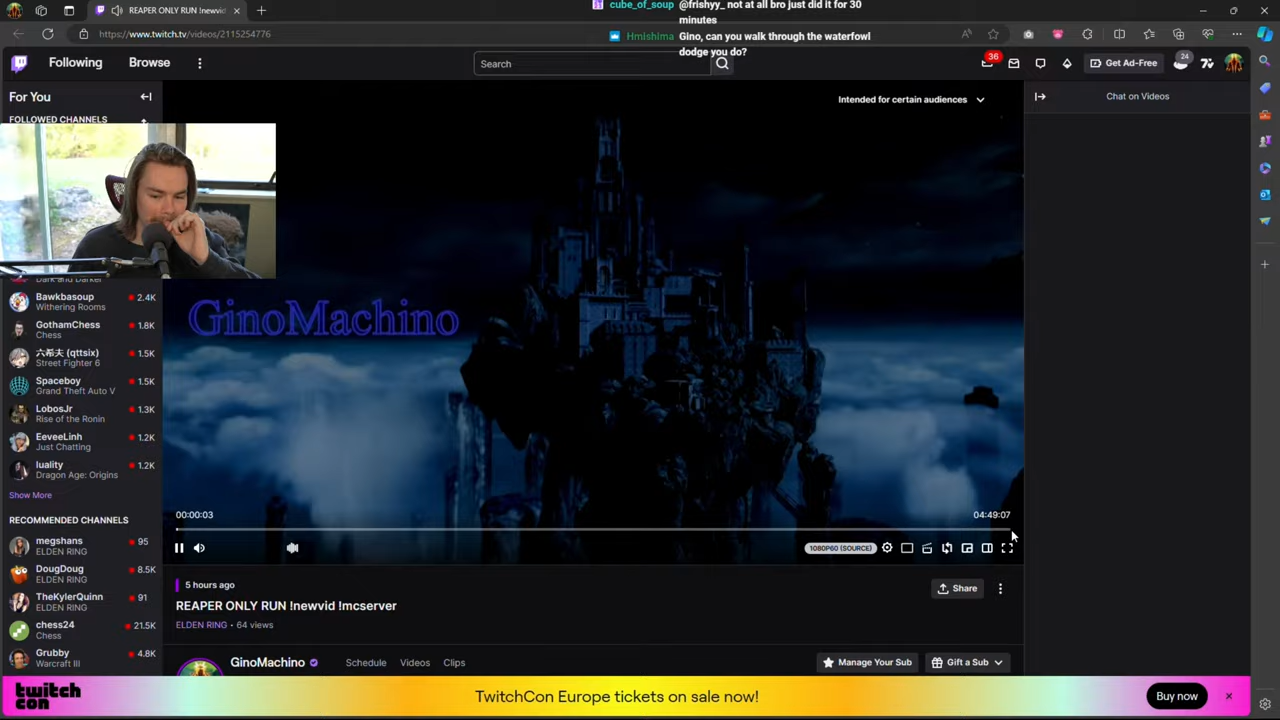 cube_of_soup @frishyy_ not at all bro just did it for 30
minutes
Hmishima Gino, can you walk through the waterfowl
dodge you do?
REAPER ONLY RUN !newvid
https://www.twitch.tv/videos/2115254776
Following
Browse
Search
36
Get Ad-Free
24
For You
FOLLOWED CHANNELS
Intended for certain audiences
Chat on Videos
Dark and Darker
Bawkbasoup 2.4K
Withering Rooms
GothamChess 1.8K
Chess
六希夫 (qttsix) 1.5K
Street Fighter 6
Spaceboy 1.5K
Grand Theft Auto V
LobosJr 1.3K
Rise of the Ronin
EeveeLinh 1.2K
Just Chatting
luality 1.2K
Dragon Age: Origins
Show More
RECOMMENDED CHANNELS
megshans 95
ELDEN RING
DougDoug 8.5K
ELDEN RING
TheKylerQuinn 91
ELDEN RING
chess24 21.5K
Chess
Grubby 4.8K
Warcraft III
GinoMachino
00:00:03
04:49:07
1080P60 (SOURCE)
5 hours ago
Share
REAPER ONLY RUN !newvid !mcserver
ELDEN RING • 64 views
GinoMachino
Schedule
Videos
Clips
Manage Your Sub
Gift a Sub
twitch
con
TwitchCon Europe tickets on sale now!
Buy now